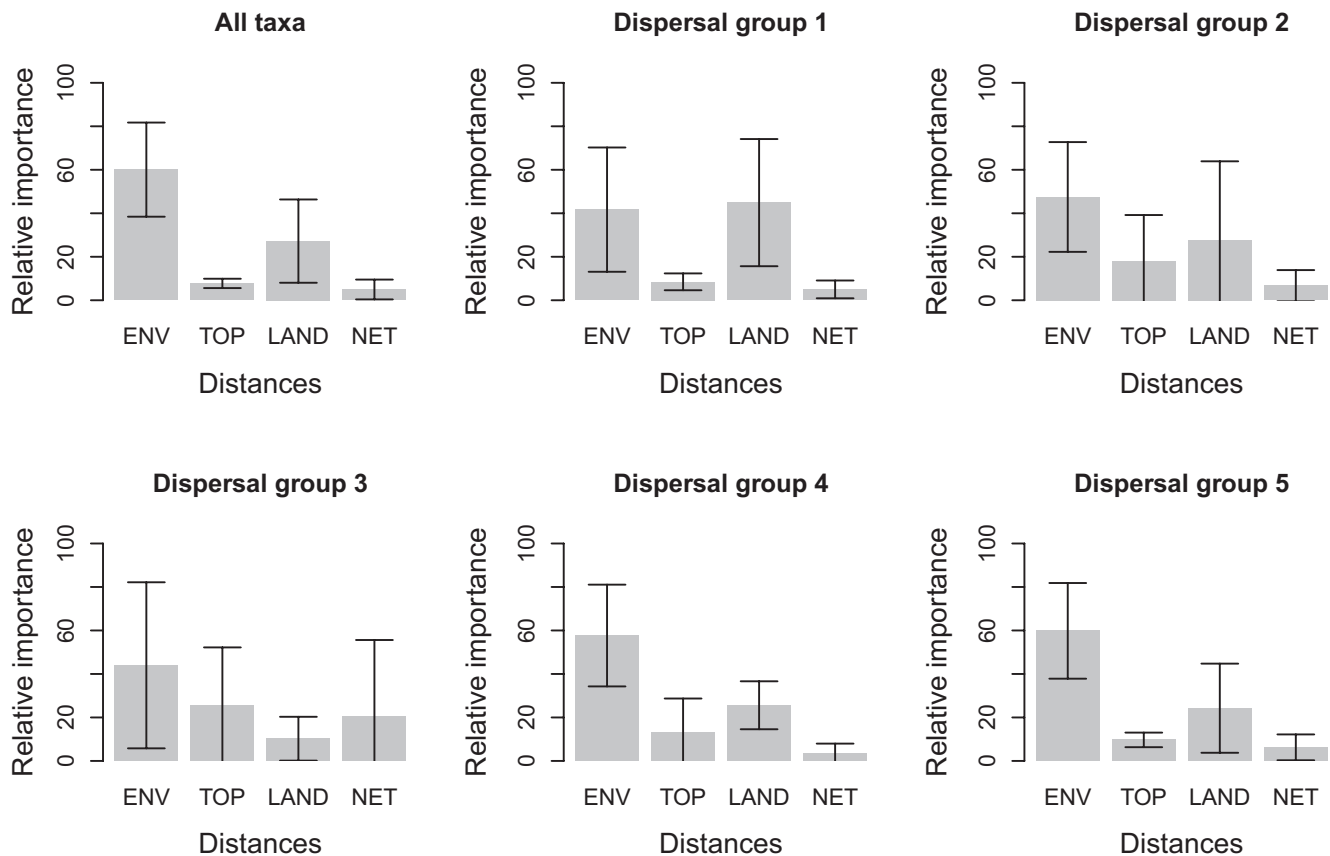 All taxa
Relative importance
100
60
20
0
ENV TOP LAND NET
Distances
Dispersal group 1
Relative importance
100
60
20
0
ENV TOP LAND NET
Distances
Dispersal group 2
Relative importance
100
60
20
0
ENV TOP LAND NET
Distances
Dispersal group 3
Relative importance
100
60
20
0
ENV TOP LAND NET
Distances
Dispersal group 4
Relative importance
100
60
20
0
ENV TOP LAND NET
Distances
Dispersal group 5
Relative importance
100
60
20
0
ENV TOP LAND NET
Distances